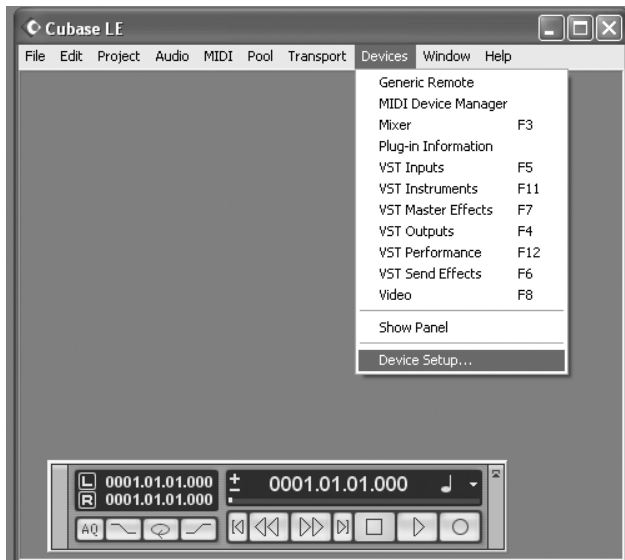 Cubase LE
File Edit Project Audio MIDI Pool Transport Devices Window Help
Generic Remote
MIDI Device Manager
Mixer F3
Plug-in Information
VST Inputs F5
VST Instruments F11
VST Master Effects F7
VST Outputs F4
VST Performance F12
VST Send Effects F6
Video F8
Show Panel
Device Setup...
L 0001.01.01.000 0001.01.01.000
R 0001.01.01.000
AQ